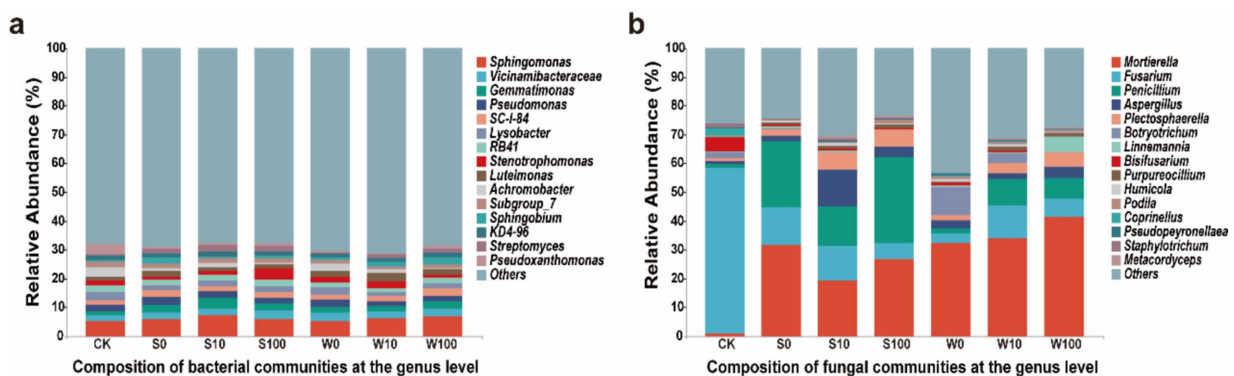 a
Relative Abundance (%)
100
90
80
70
60
50
40
30
20
10
0
CK S0 S10 S100 W0 W10 W100
Composition of bacterial communities at the genus level
Sphingomonas
Vicinamibacteraceae
Gemmatimonas
Pseudomonas
SC-I-84
Lysobacter
RB41
Stenotrophomonas
Luteimonas
Achromobacter
Subgroup_7
Sphingobium
KD4-96
Streptomyces
Pseudoxanthomonas
Others
b
Relative Abundance (%)
100
90
80
70
60
50
40
30
20
10
0
CK S0 S10 S100 W0 W10 W100
Composition of fungal communities at the genus level
Mortierella
Fusarium
Penicillium
Aspergillus
Plectosphaerella
Botryotrichum
Linnemannia
Bisifusarium
Purpureocillium
Humicola
Podila
Coprinellus
Pseudopeyronellaea
Staphylotrichum
Metacordyceps
Others